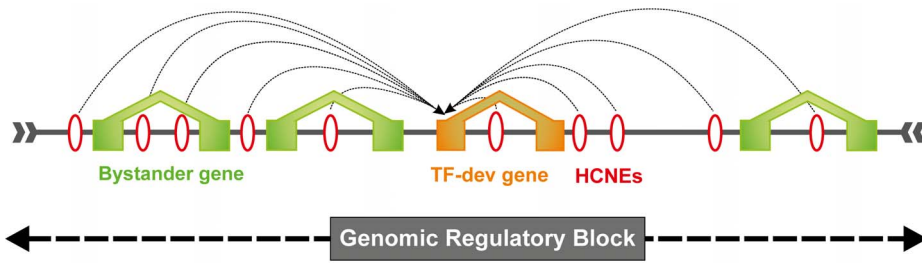 Bystander gene
TF-dev gene
HCNEs
Genomic Regulatory Block